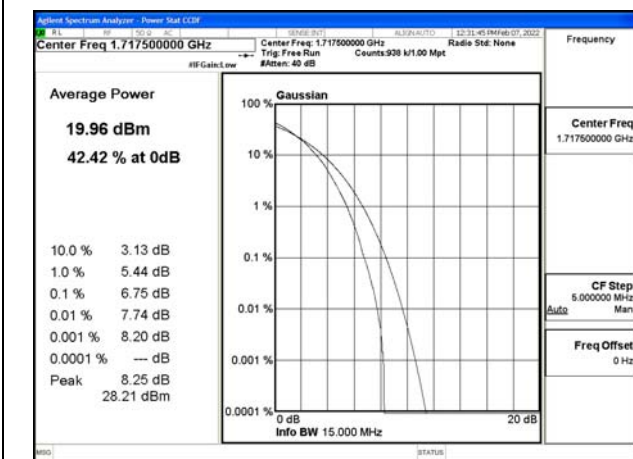 Agilent Spectrum Analyzer - Power Stat CCDF
RL RF 50 Ω AC SENSE:INT ALIGNAUTO 12:31:45 PM Feb 07, 2022
Center Freq 1.717500000 GHz
Center Freq: 1.717500000 GHz
Radio Std: None
Trig: Free Run Counts:938 k/1.00 Mpt
#IFGain:Low #Atten: 40 dB
Frequency
Average Power
19.96 dBm
42.42 % at 0dB
10.0 % 3.13 dB
1.0 % 5.44 dB
0.1 % 6.75 dB
0.01 % 7.74 dB
0.001 % 8.20 dB
0.0001 % --- dB
Peak 8.25 dB
28.21 dBm
Gaussian
100 %
10 %
1 %
0.1 %
0.01 %
0.001 %
0.0001 %
0 dB 20 dB
Info BW 15.000 MHz
Center Freq
1.717500000 GHz
CF Step
5.000000 MHz
Auto Man
Freq Offset
0 Hz
MSG STATUS